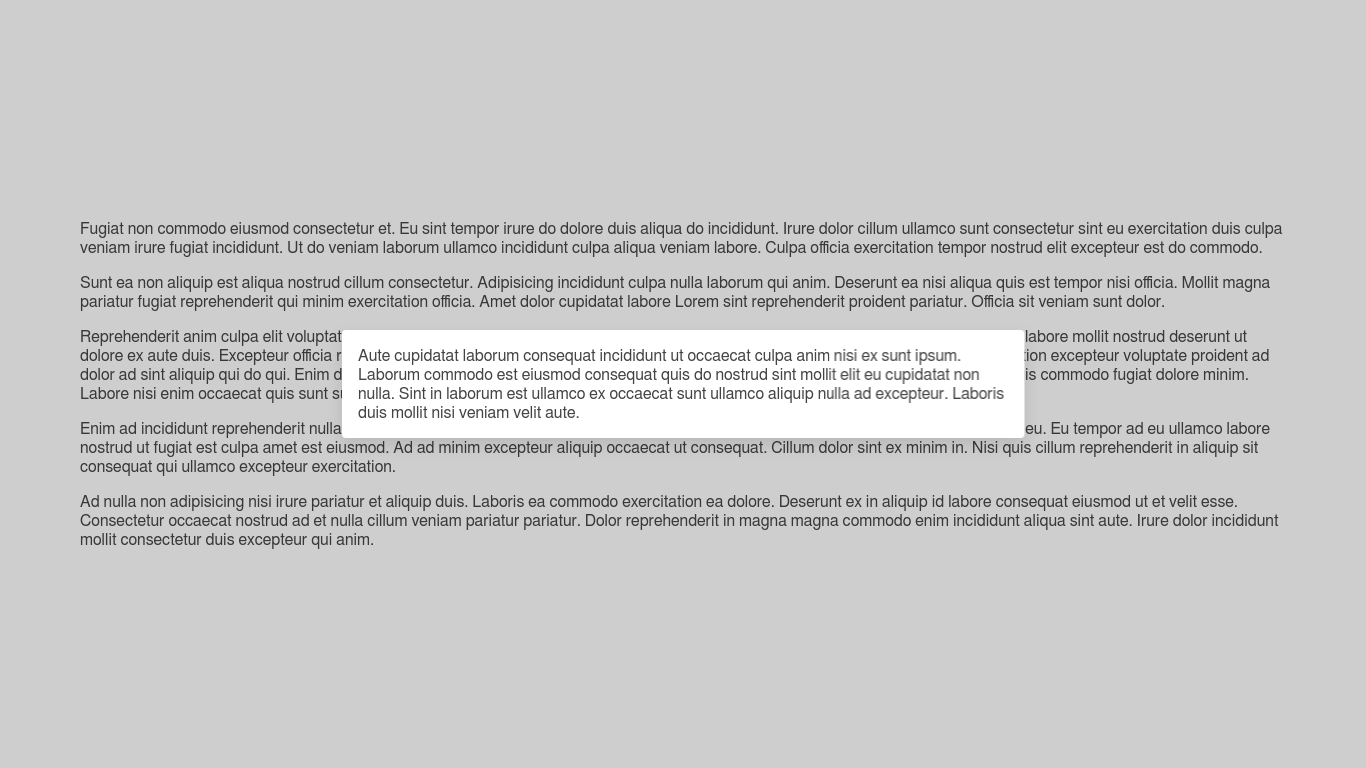 Fugiat non commodo eiusmod consectetur et. Eu sint tempor irure do dolore duis aliqua do incididunt. Irure dolor cillum ullamco sunt consectetur sint eu exercitation duis culpa
veniam irure fugiat incididunt. Ut do veniam laborum ullamco incididunt culpa aliqua veniam labore. Culpa officia exercitation tempor nostrud elit excepteur est do commodo.
Sunt ea non aliquip est aliqua nostrud cillum consectetur. Adipisicing incididunt culpa nulla laborum qui anim. Deserunt ea nisi aliqua quis est tempor nisi officia. Mollit magna
pariatur fugiat reprehenderit qui minim exercitation officia. Amet dolor cupidatat labore Lorem sint reprehenderit proident pariatur. Officia sit veniam sunt dolor.
Reprehenderit anim culpa elit voluptat labore mollit nostrud deserunt ut
dolore ex aute duis. Excepteur officia excepteur voluptate proident ad
dolor ad sint aliquip qui do qui. Enim commodo fugiat dolore minim.
Labore nisi enim occaecat quis sunt
Aute cupidatat laborum consequat incididunt ut occaecat culpa anim nisi ex sunt ipsum.
Laborum commodo est eiusmod consequat quis do nostrud sint mollit elit eu cupidatat non
nulla. Sint in laborum est ullamco ex occaecat sunt ullamco aliquip nulla ad excepteur. Laboris
duis mollit nisi veniam velit aute.
Enim ad incididunt reprehenderit nulla eu. Eu tempor ad eu ullamco labore
nostrud ut fugiat est culpa amet est eiusmod. Ad ad minim excepteur aliquip occaecat ut consequat. Cillum dolor sint ex minim in. Nisi quis cillum reprehenderit in aliquip sit
consequat qui ullamco excepteur exercitation.
Ad nulla non adipisicing nisi irure pariatur et aliquip duis. Laboris ea commodo exercitation ea dolore. Deserunt ex in aliquip id labore consequat eiusmod ut et velit esse.
Consectetur occaecat nostrud ad et nulla cillum veniam pariatur pariatur. Dolor reprehenderit in magna magna commodo enim incididunt aliqua sint aute. Irure dolor incididunt
mollit consectetur duis excepteur qui anim.